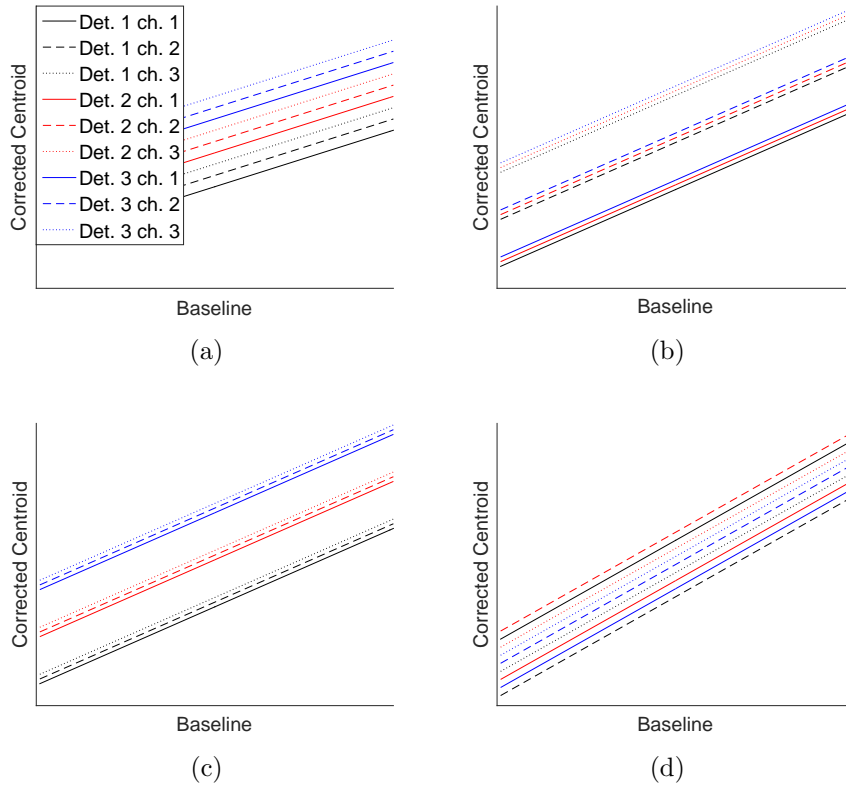 Det. 1 ch. 1
Det. 1 ch. 2
Det. 1 ch. 3
Det. 2 ch. 1
Det. 2 ch. 2
Det. 2 ch. 3
Det. 3 ch. 1
Det. 3 ch. 2
Det. 3 ch. 3
Corrected Centroid
Baseline
(a)
Corrected Centroid
Baseline
(b)
Corrected Centroid
Baseline
(c)
Corrected Centroid
Baseline
(d)